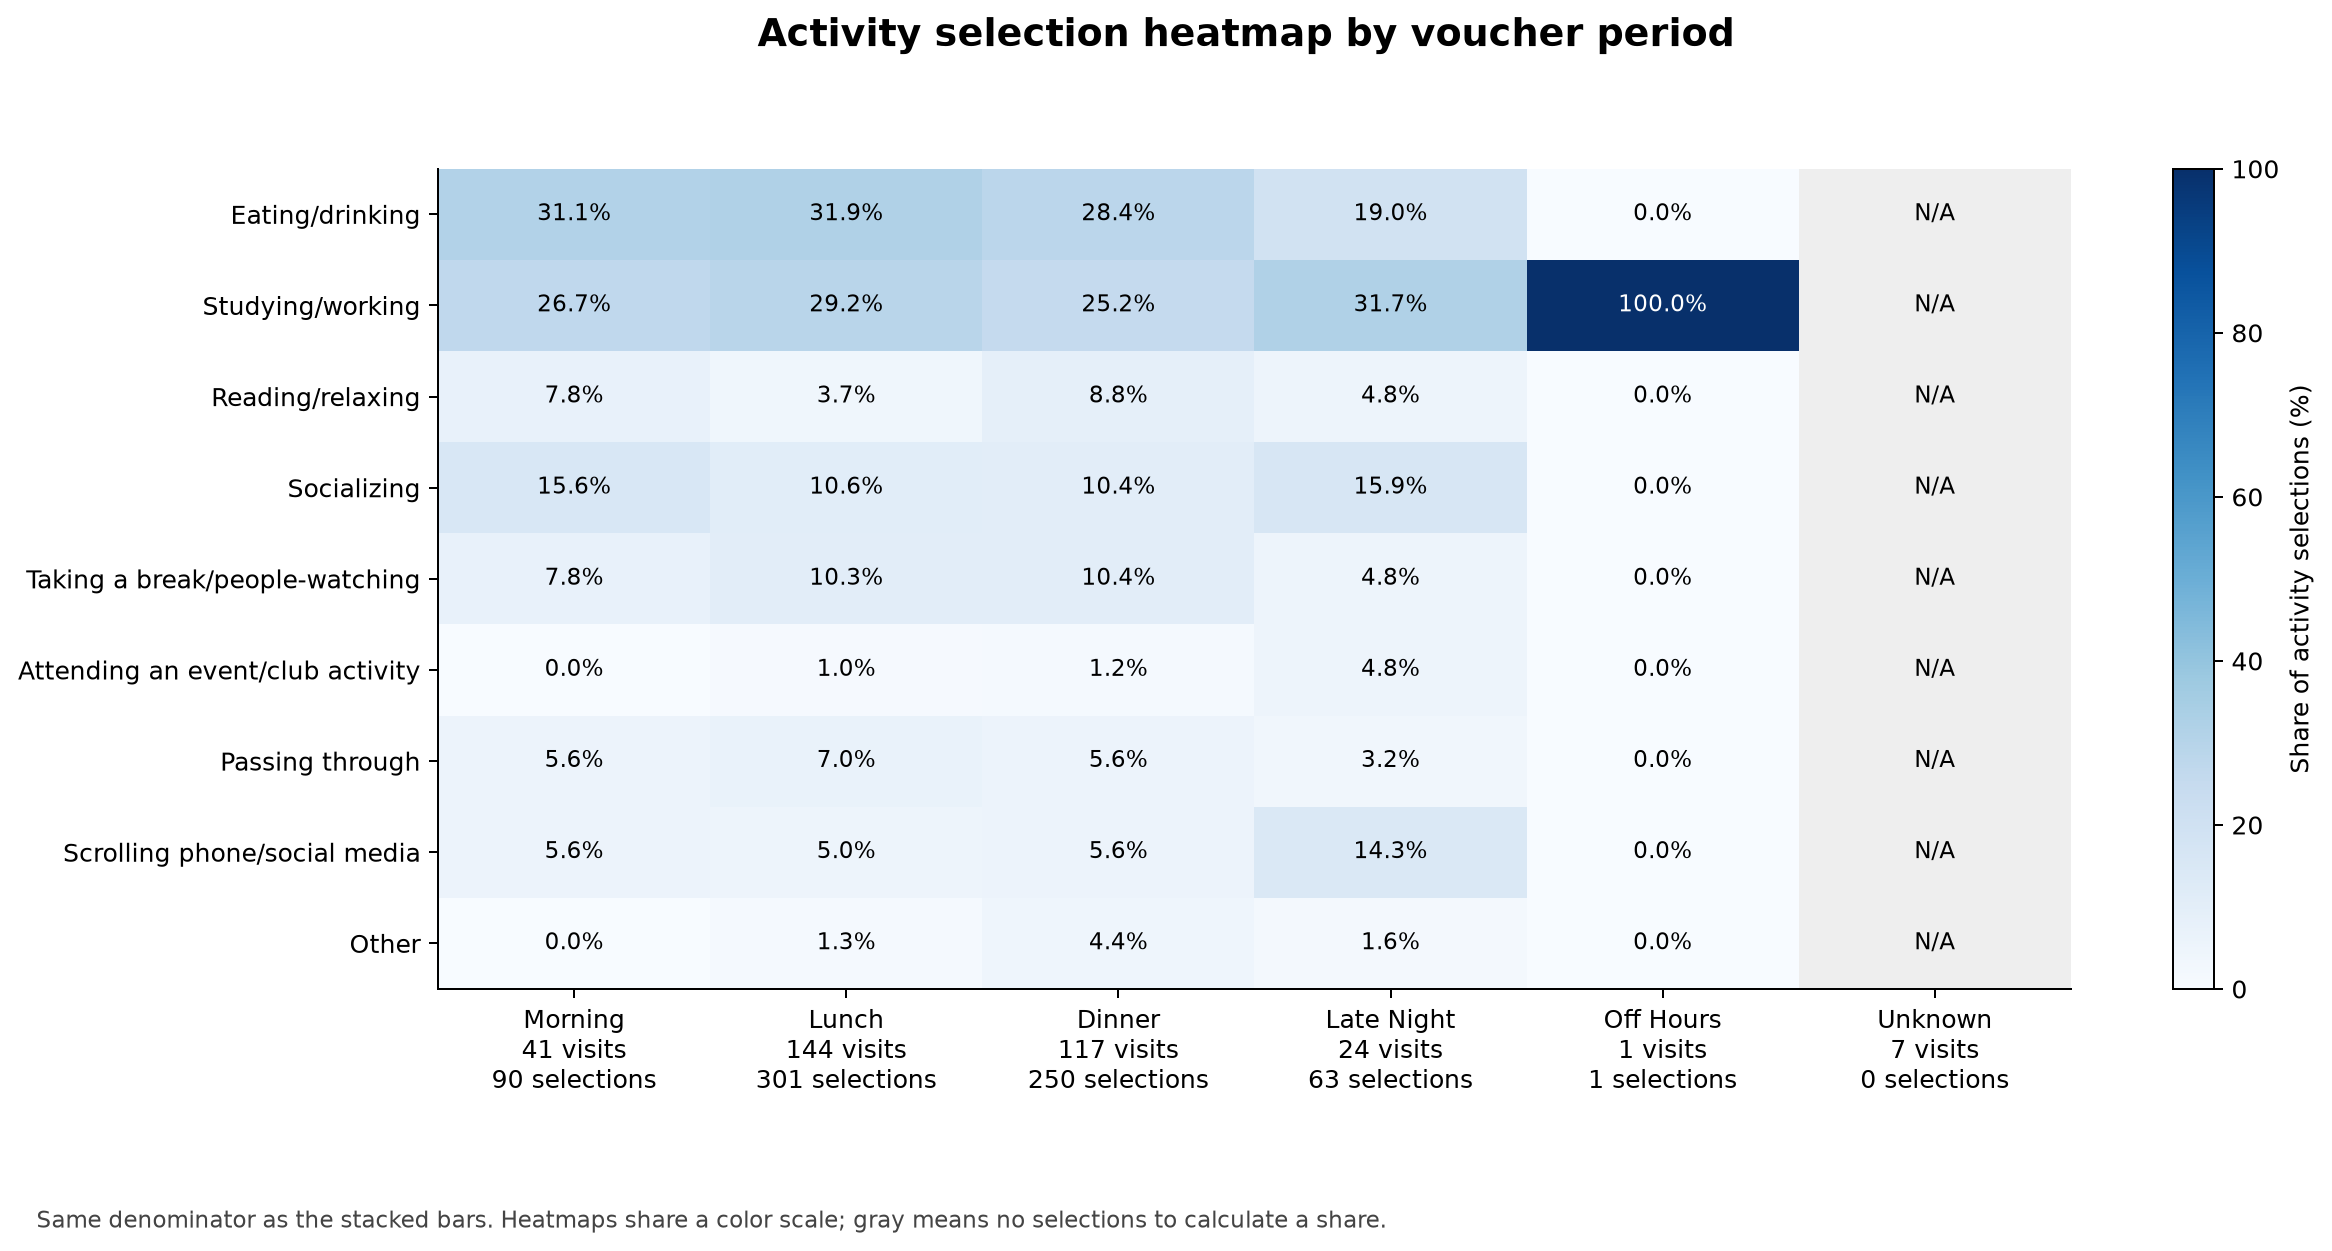 Activity selection heatmap by voucher period
Eating/drinking 31.1% 31.9% 28.4% 19.0% 0.0% N/A
Studying/working 26.7% 29.2% 25.2% 31.7% 100.0% N/A
Reading/relaxing 7.8% 3.7% 8.8% 4.8% 0.0% N/A
Socializing 15.6% 10.6% 10.4% 15.9% 0.0% N/A
Taking a break/people-watching 7.8% 10.3% 10.4% 4.8% 0.0% N/A
Attending an event/club activity 0.0% 1.0% 1.2% 4.8% 0.0% N/A
Passing through 5.6% 7.0% 5.6% 3.2% 0.0% N/A
Scrolling phone/social media 5.6% 5.0% 5.6% 14.3% 0.0% N/A
Other 0.0% 1.3% 4.4% 1.6% 0.0% N/A
Morning Lunch Dinner Late Night Off Hours Unknown
41 visits 144 visits 117 visits 24 visits 1 visits 7 visits
90 selections 301 selections 250 selections 63 selections 1 selections 0 selections
100
80
60
40
20
0
Share of activity selections (%)
Same denominator as the stacked bars. Heatmaps share a color scale; gray means no selections to calculate a share.